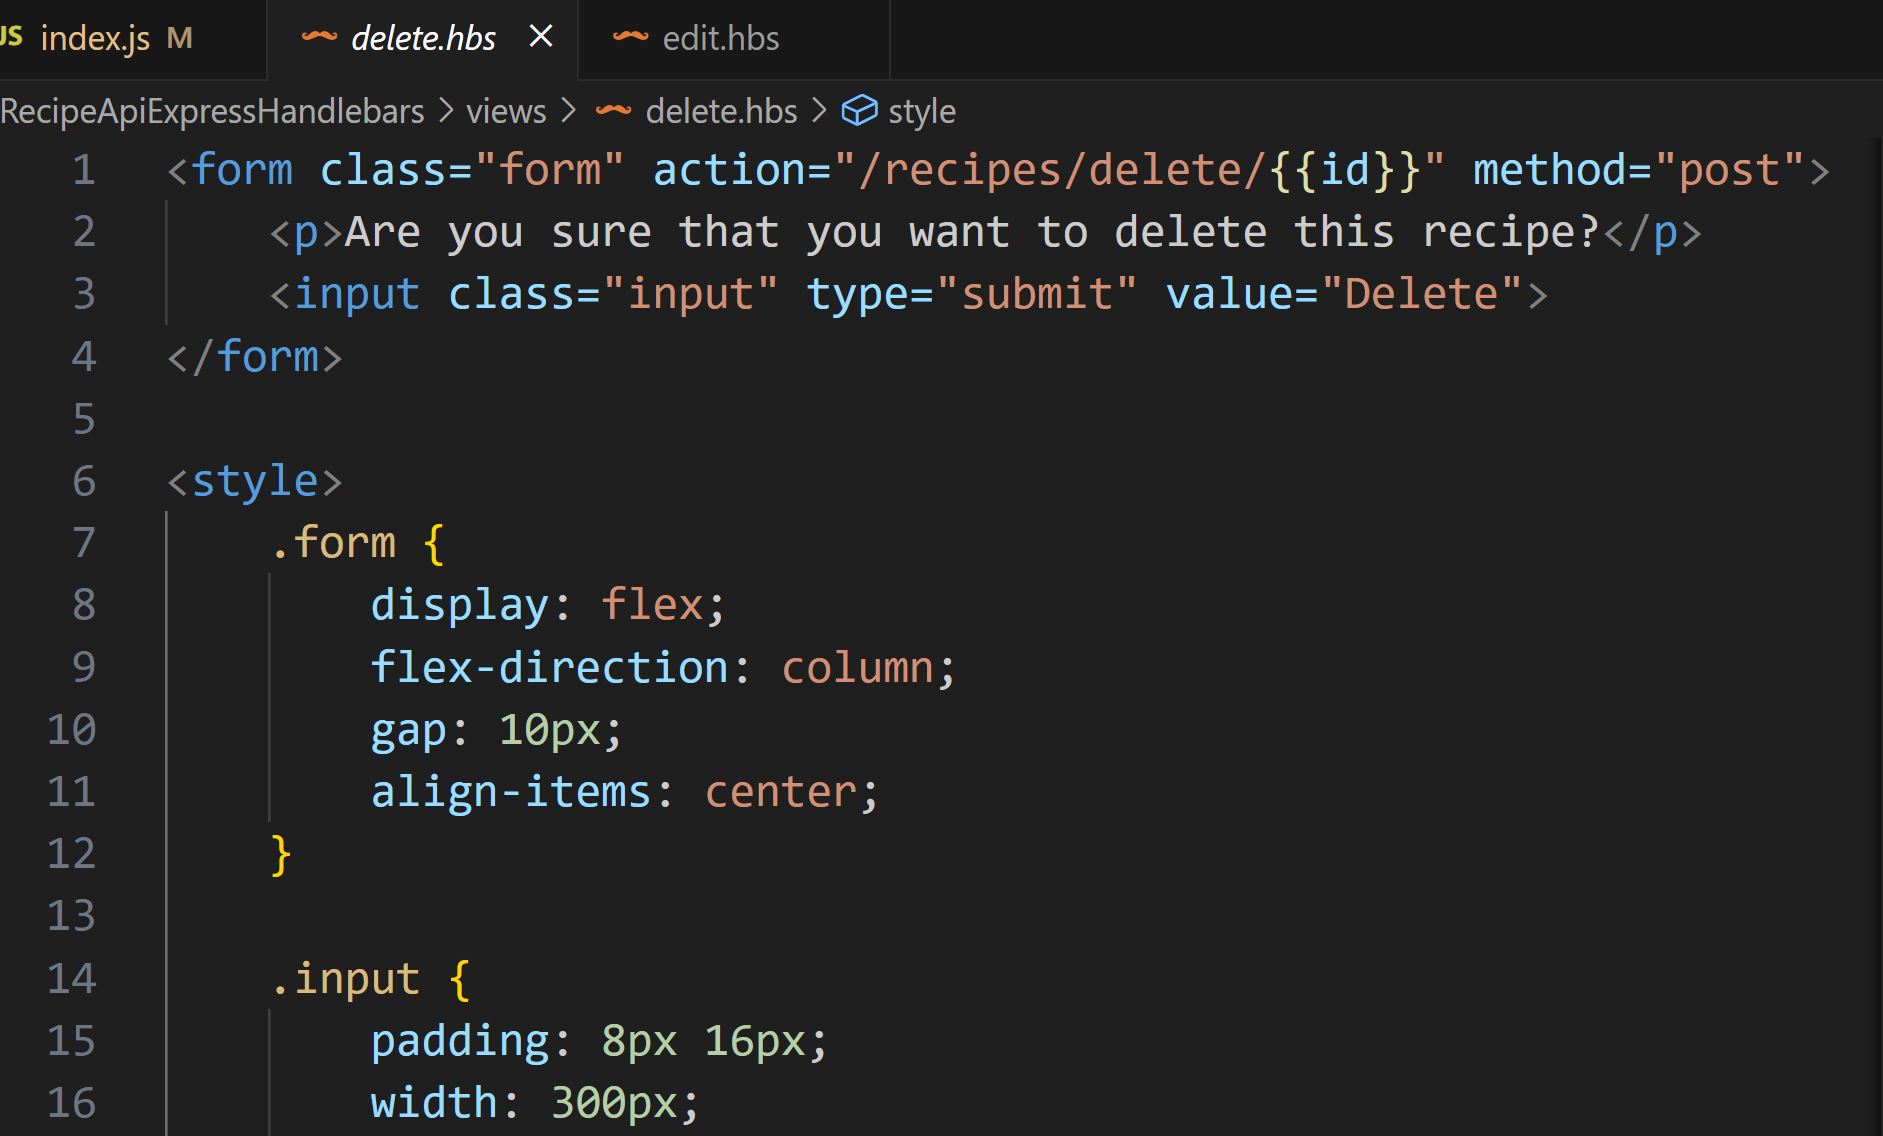 JS index.js M delete.hbs edit.hbs
RecipeApiExpressHandlebars > views > delete.hbs > style
1 <form class="form" action="/recipes/delete/{{id}}" method="post">
2 <p>Are you sure that you want to delete this recipe?</p>
3 <input class="input" type="submit" value="Delete">
4 </form>
5
6 <style>
7 .form {
8 display: flex;
9 flex-direction: column;
10 gap: 10px;
11 align-items: center;
12 }
13
14 .input {
15 padding: 8px 16px;
16 width: 300px;